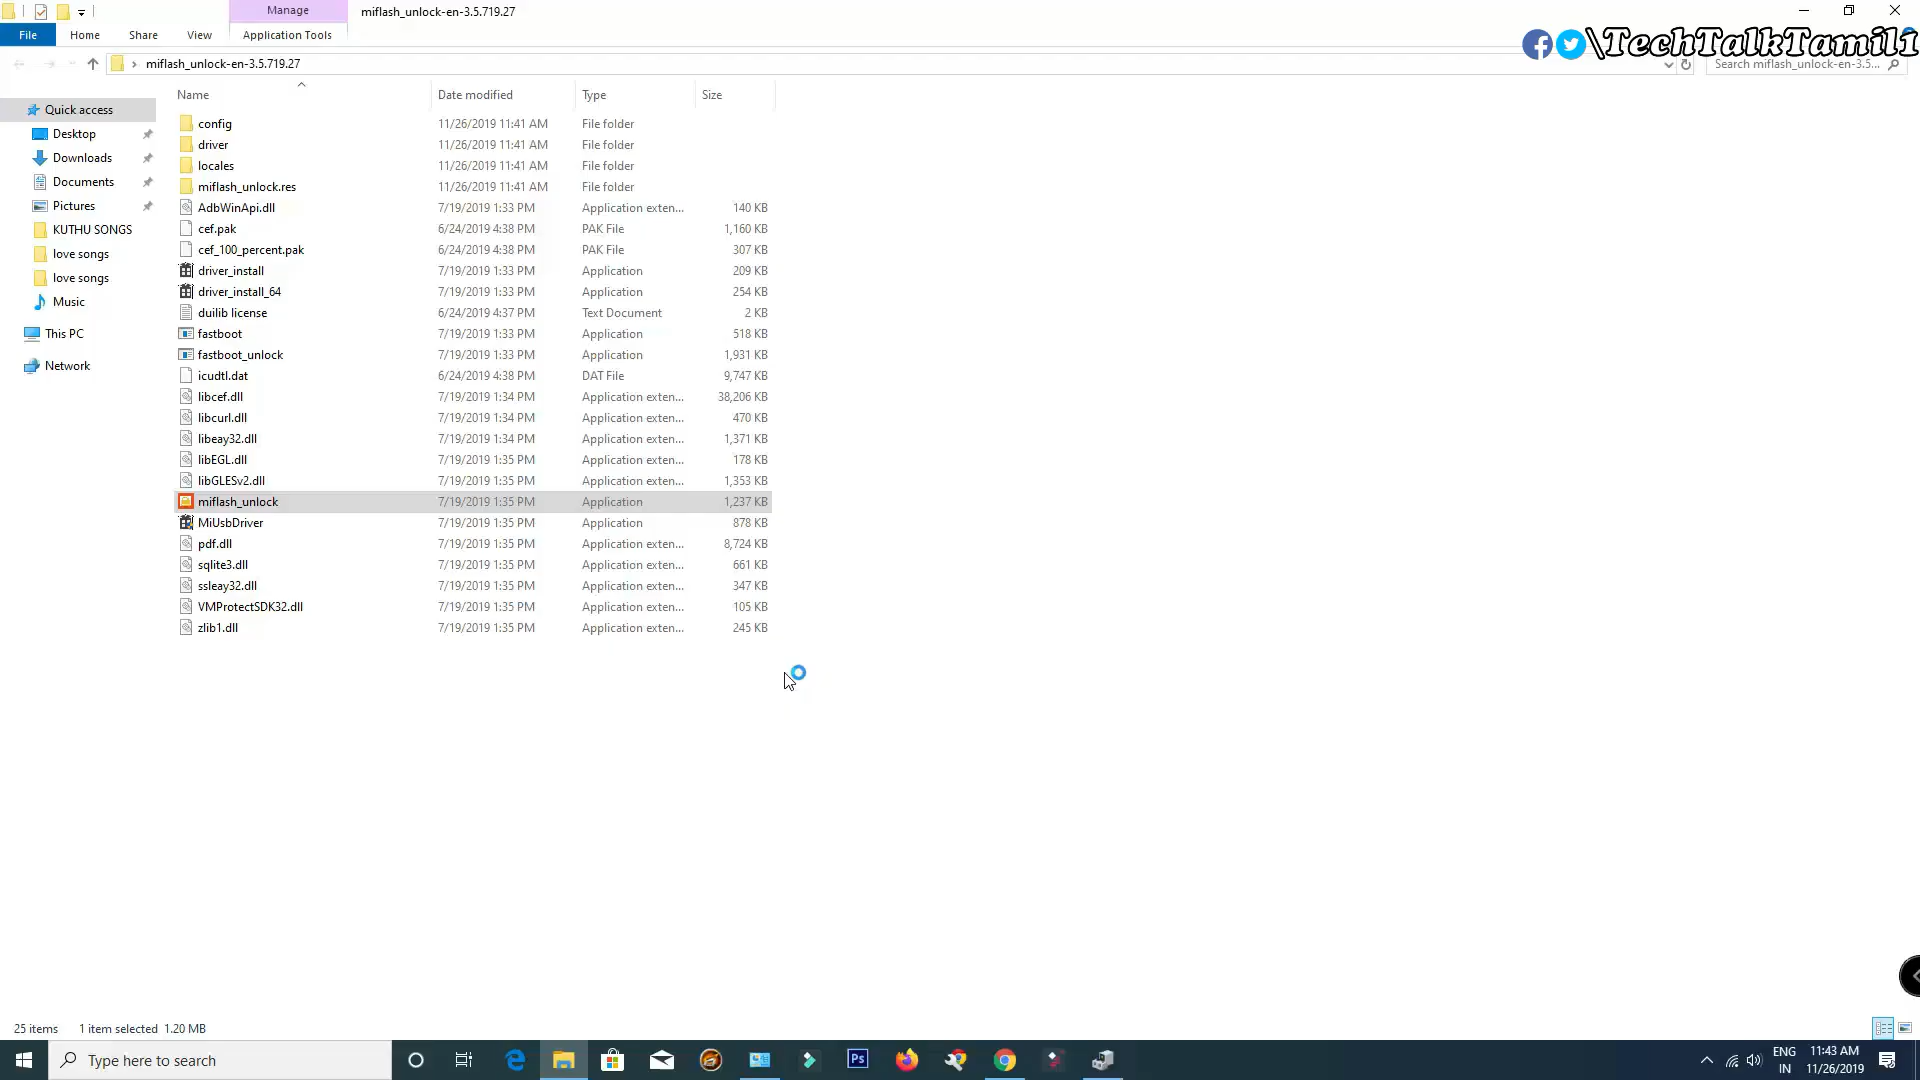 Manage
miflash_unlock-en-3.5.719.27
File Home Share View Application Tools
\TechTalkTamil1
miflash_unlock-en-3.5.719.27
Search miflash_unlock-en-3.5...
Name Date modified Type Size
Quick access
Desktop
Downloads
Documents
Pictures
KUTHU SONGS
love songs
love songs
Music
This PC
Network
config 11/26/2019 11:41 AM File folder
driver 11/26/2019 11:41 AM File folder
locales 11/26/2019 11:41 AM File folder
miflash_unlock.res 11/26/2019 11:41 AM File folder
AdbWinApi.dll 7/19/2019 1:33 PM Application exten... 140 KB
cef.pak 6/24/2019 4:38 PM PAK File 1,160 KB
cef_100_percent.pak 6/24/2019 4:38 PM PAK File 307 KB
driver_install 7/19/2019 1:33 PM Application 209 KB
driver_install_64 7/19/2019 1:33 PM Application 254 KB
duilib license 6/24/2019 4:37 PM Text Document 2 KB
fastboot 7/19/2019 1:33 PM Application 518 KB
fastboot_unlock 7/19/2019 1:33 PM Application 1,931 KB
icudtl.dat 6/24/2019 4:38 PM DAT File 9,747 KB
libcef.dll 7/19/2019 1:34 PM Application exten... 38,206 KB
libcurl.dll 7/19/2019 1:34 PM Application exten... 470 KB
libeay32.dll 7/19/2019 1:34 PM Application exten... 1,371 KB
libEGL.dll 7/19/2019 1:35 PM Application exten... 178 KB
libGLESv2.dll 7/19/2019 1:35 PM Application exten... 1,353 KB
miflash_unlock 7/19/2019 1:35 PM Application 1,237 KB
MiUsbDriver 7/19/2019 1:35 PM Application 878 KB
pdf.dll 7/19/2019 1:35 PM Application exten... 8,724 KB
sqlite3.dll 7/19/2019 1:35 PM Application exten... 661 KB
ssleay32.dll 7/19/2019 1:35 PM Application exten... 347 KB
VMProtectSDK32.dll 7/19/2019 1:35 PM Application exten... 105 KB
zlib1.dll 7/19/2019 1:35 PM Application exten... 245 KB
25 items 1 item selected 1.20 MB
Type here to search
Ps
ENG 11:43 AM
IN 11/26/2019